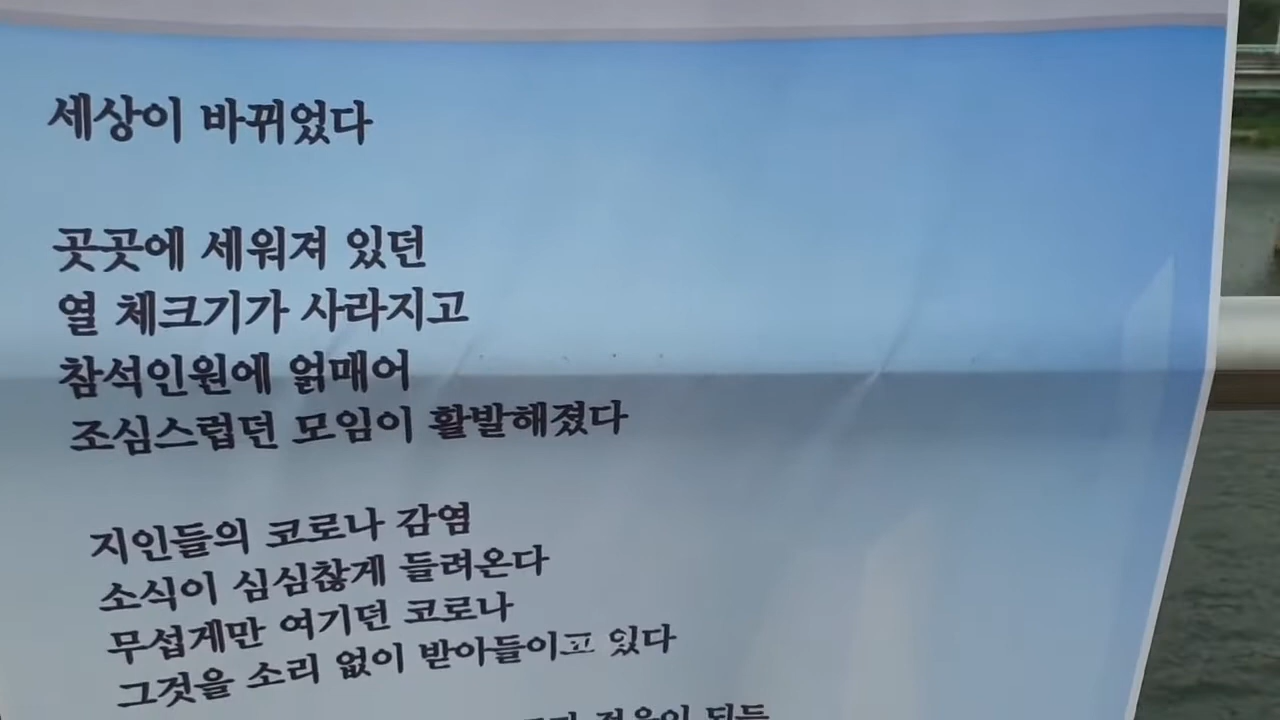 세상이 바뀌었다
곳곳에 세워져 있던
열 체크기가 사라지고
참석인원에 얽매어
조심스럽던 모임이 활발해졌다
지인들의 코로나 감염
소식이 심심찮게 들려온다
무섭게만 여기던 코로나
그것을 소리 없이 받아들이고 있다